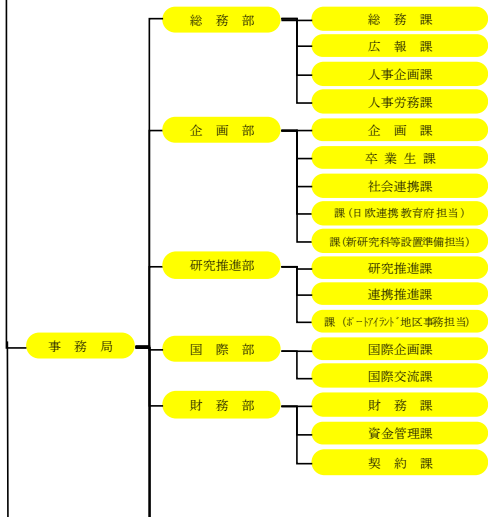 総務部
総務課
広報課
人事企画課
人事労務課
企画部
企画課
卒業生課
社会連携課
課(日欧連携教育府担当)
課(新研究科等設置準備担当)
研究推進部
研究推進課
連携推進課
課(ポートアイランド地区事務担当)
事務局
国際部
国際企画課
国際交流課
財務部
財務課
資金管理課
契約課